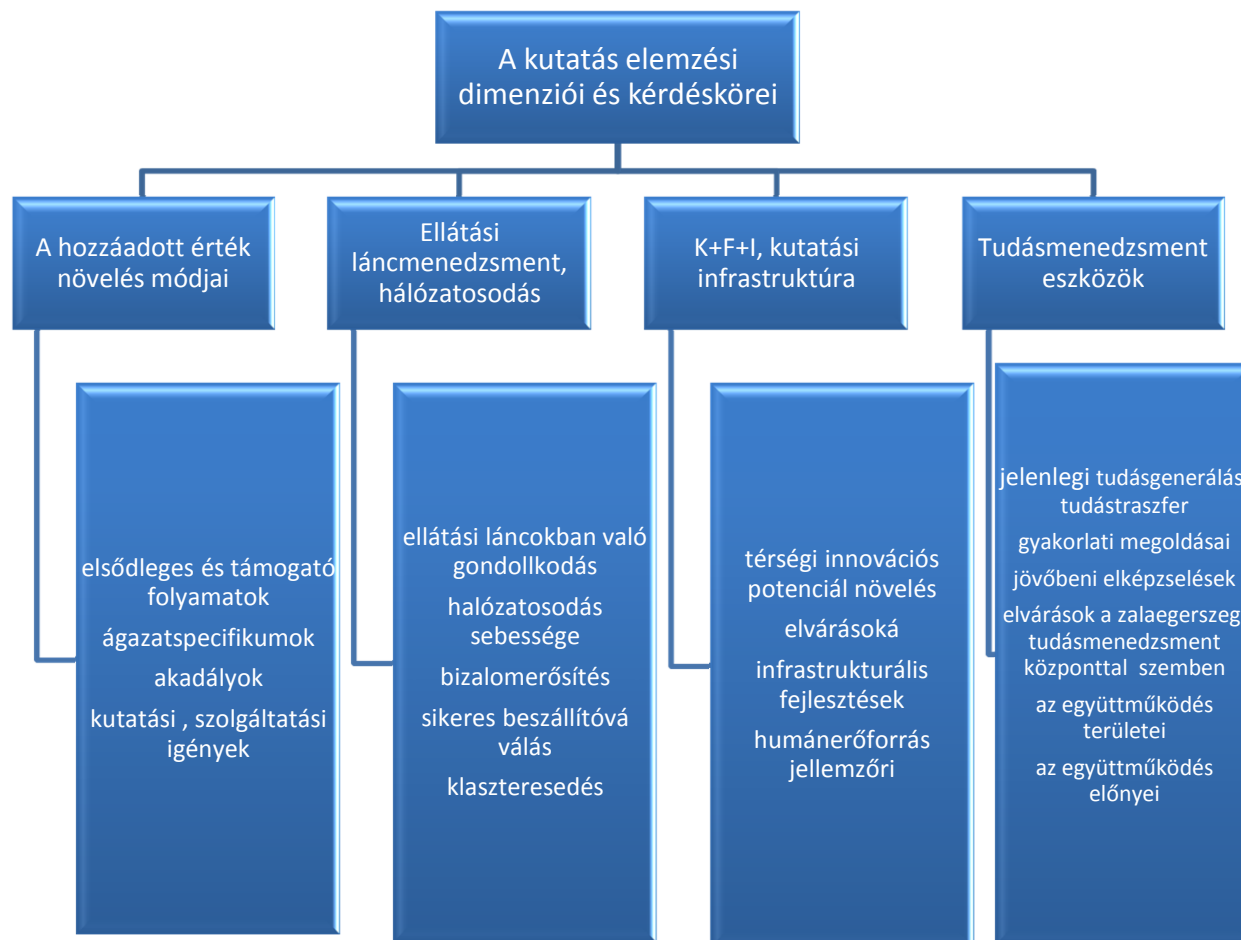 A kutatás elemzési
dimenziói és kérdéskörei
A hozzáadott érték
növelés módjai
elsődleges és támogató
folyamatok
ágazatspecifikumok
akadályok
kutatási , szolgáltatási
igények
Ellátási
láncmenedzsment,
hálózatosodás
ellátási láncokban való
gondollkodás
halózatosodás
sebessége
bizalomerősítés
sikeres beszállítóvá
válás
klaszteresedés
K+F+I, kutatási
infrastruktúra
térségi innovációs
potenciál növelés
elvárásoká
infrastrukturális
fejlesztések
humánerőforrás
jellemzőri
Tudásmenedzsment
eszközök
jelenlegi tudásgenerálás
tudástraszfer
gyakorlati megoldásai
jövőbeni elképzselések
elvárások a zalaegerszeg
tudásmenedzsment
központtal szemben
az együttműködés
területei
az együttműködés
előnyei